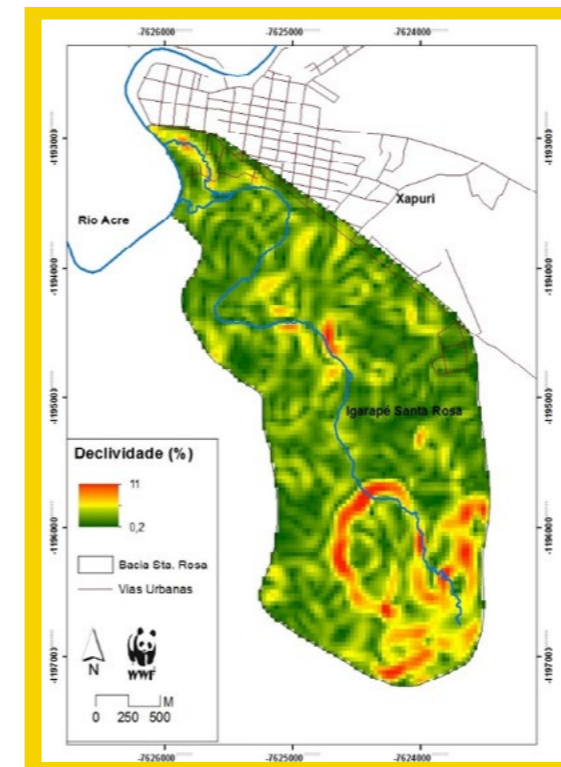 -7626000 -7625000 -7624000
-1193000 -1193000
Xapuri
Rio Acre
-1194000 -1194000
-1195000 -1195000
Igarapé Santa Rosa
Declividade (%)
11
0,2
-1196000 -1196000
Bacia Sta. Rosa
Vias Urbanas
N
WWF
-1197000 -1197000
M
0 250 500
-7626000 -7625000 -7624000